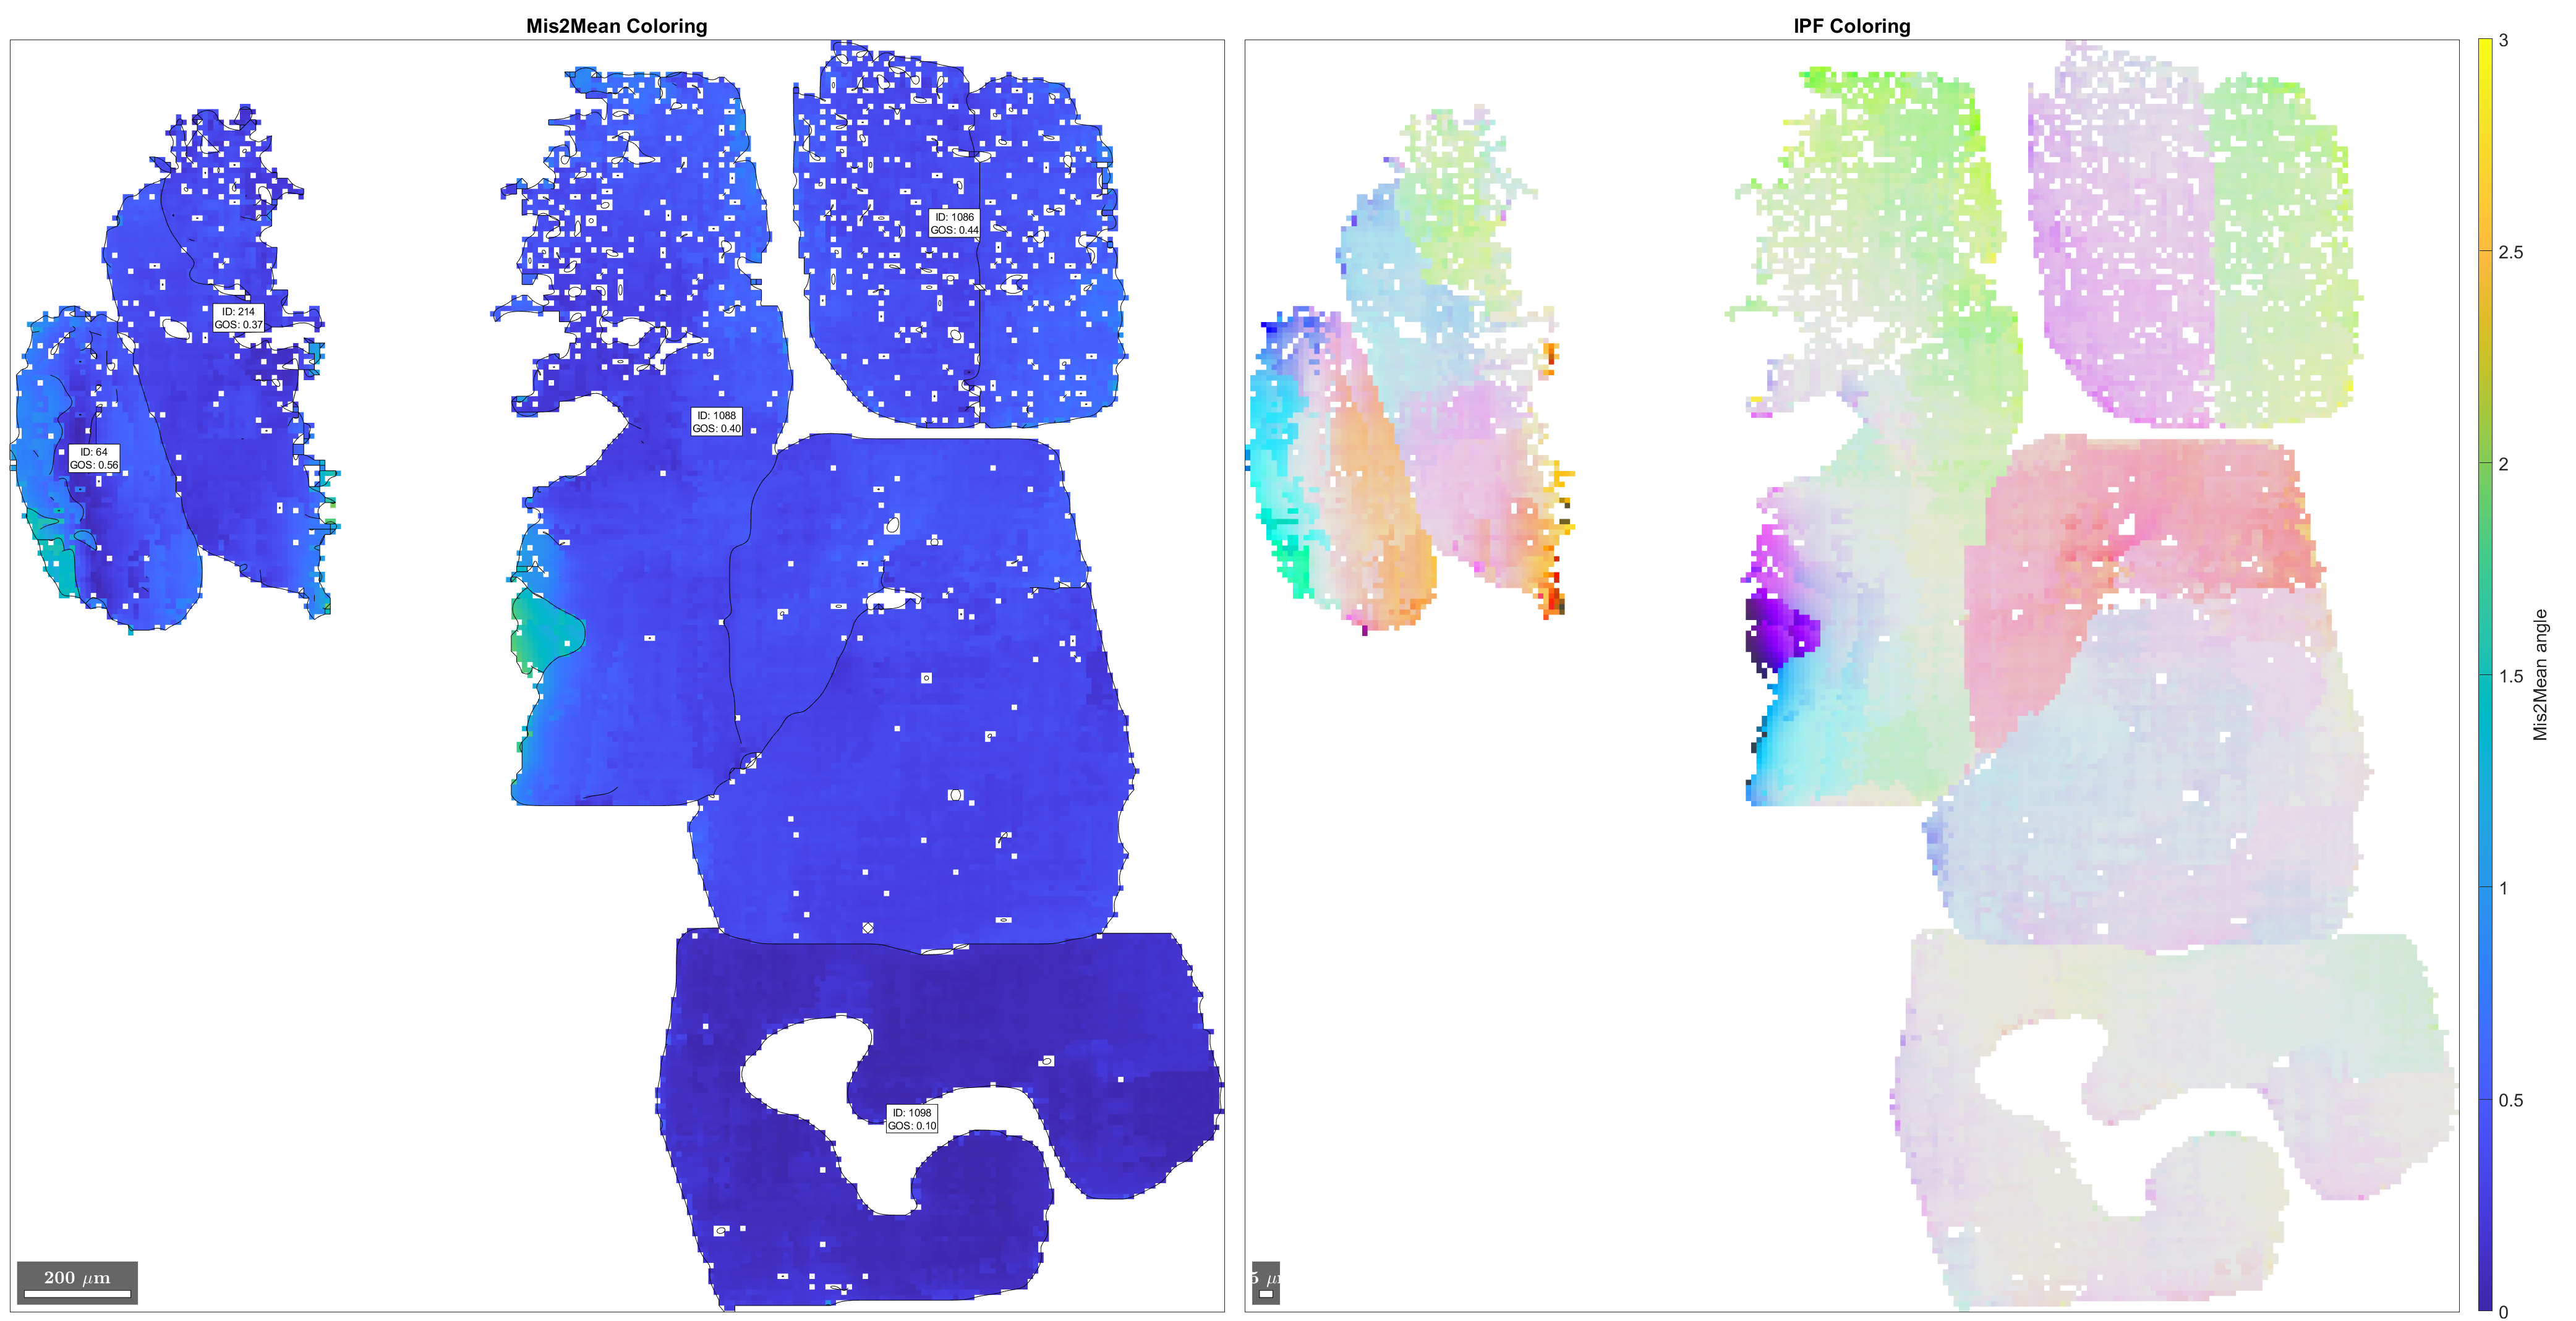 Mis2Mean Coloring
IPF Coloring
ID: 1086
GOS: 0.44
ID: 214
GOS: 0.37
ID: 1088
GOS: 0.40
ID: 64
GOS: 0.56
ID: 1098
GOS: 0.10
200 μm
3
2.5
2
1.5
1
0.5
0
Mis2Mean angle